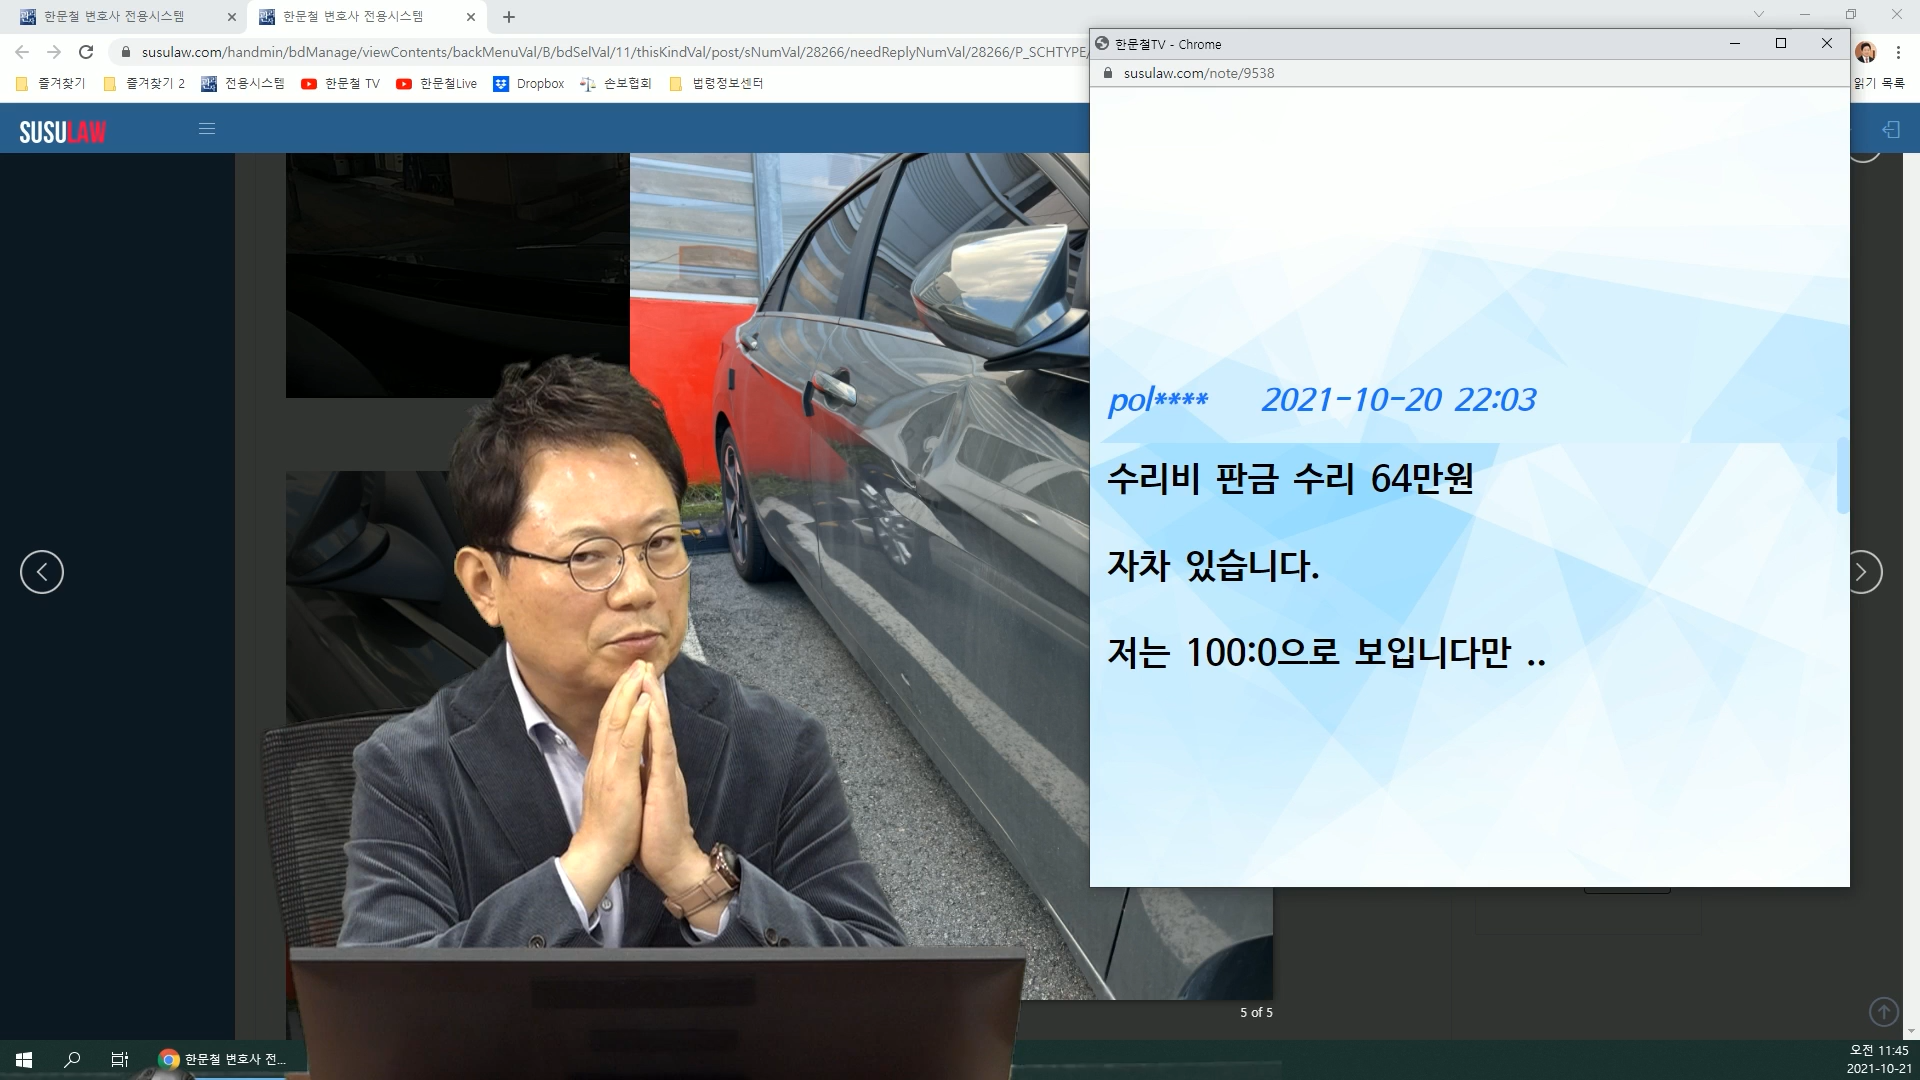 한문철 변호사 전용시스템
한문철 변호사 전용시스템
susulaw.com/handmin/bdManage/viewContents/backMenuVal/B/bdSelVal/11/thisKindVal/post/sNumVal/28266/needReplyNumVal/28266/P_SCHTYPE/
즐겨찾기
즐겨찾기 2
전용시스템
한문철 TV
한문철Live
Dropbox
손보협회
법령정보센터
읽기 목록
SUSULAW
한문철TV - Chrome
susulaw.com/note/9538
pol**** 2021-10-20 22:03
수리비 판금 수리 64만원
자차 있습니다.
저는 100:0으로 보입니다만 ..
5 of 5
한문철 변호사 전...
오전 11:45
2021-10-21